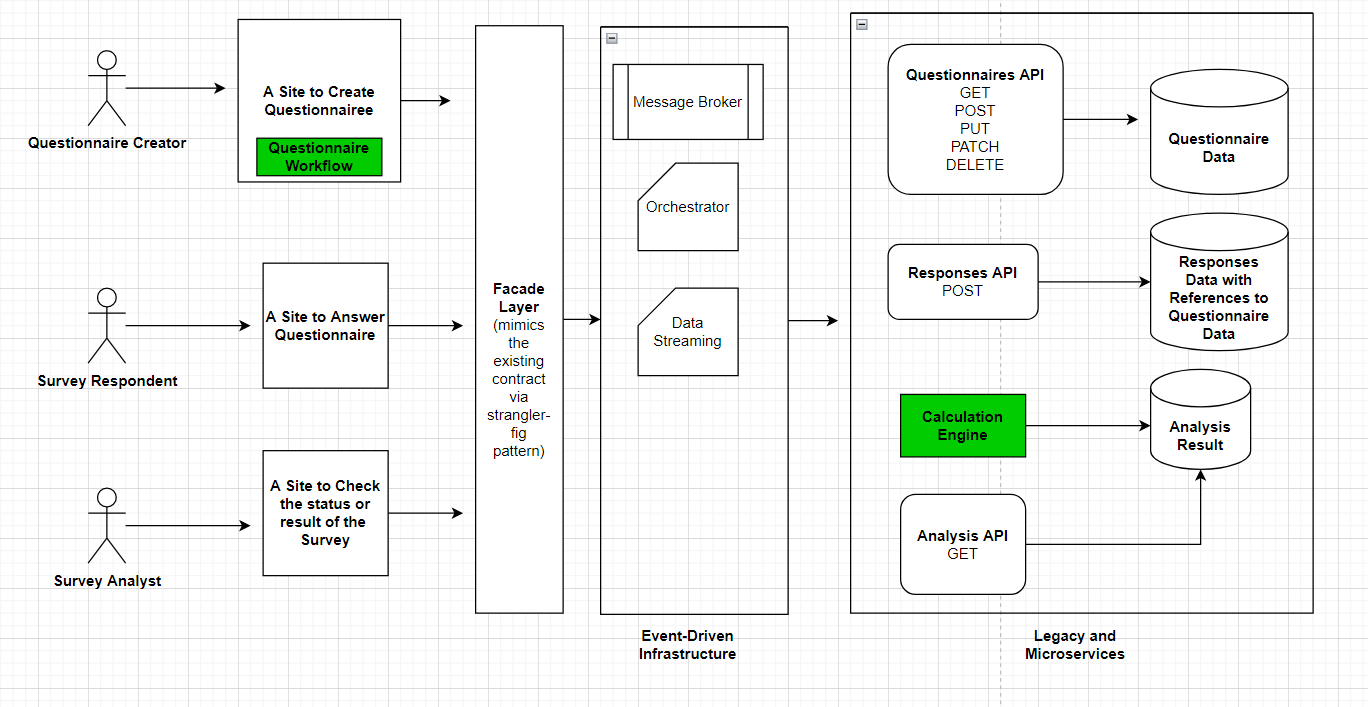 Questionnaire Creator
A Site to Create
Questionnairee
Questionnaire
Workflow
Survey Respondent
A Site to Answer
Questionnaire
Survey Analyst
A Site to Check
the status or
result of the
Survey
Facade
Layer
(mimics
the
existing
contract
via
strangler-
fig
pattern)
Message Broker
Orchestrator
Data
Streaming
Event-Driven
Infrastructure
Questionnaires API
GET
POST
PUT
PATCH
DELETE
Questionnaire
Data
Responses API
POST
Responses
Data with
References to
Questionnaire
Data
Calculation
Engine
Analysis
Result
Analysis API
GET
Legacy and
Microservices